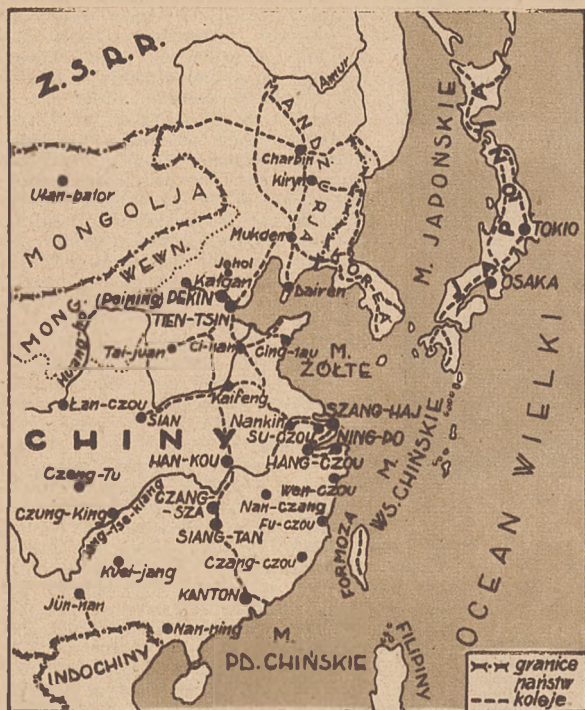 Z. S. R. R.
Amur
MANDŻURJA
Charbin
Kiryn
Ułan-bator
MONGOLJA
WEWN.
MONG.
Mukden
Jehol
Kałgan
(Peiping) PEKIN
TIEN-TSIN
Dairen
KOREA
M. JAPOŃSKIE
JAPONJA
TOKIO
OSAKA
Huang-ho
Tai-juan
Ci-nan
Cing-tau
M.
ŻÓŁTE
Łan-czou
SIAN
Kaifeng
CHINY
Nankin
SZANG-HAJ
SU-CZOU
NING-PO
HAN-KOU
HANG-CZOU
M.
WS. CHIŃSKIE
OCEAN WIELKI
Czeng-Tu
Czung-King
Jang-tse-kiang
CZANG-
SZA
Wen-czou
Nan-czang
Fu-czou
SIANG-TAN
Kuei-jang
Czang-czou
FORMOZA
Jün-nan
KANTON
Nan-ning
INDOCHINY
M.
PD. CHIŃSKIE
FILIPINY
granice
państw
koleje